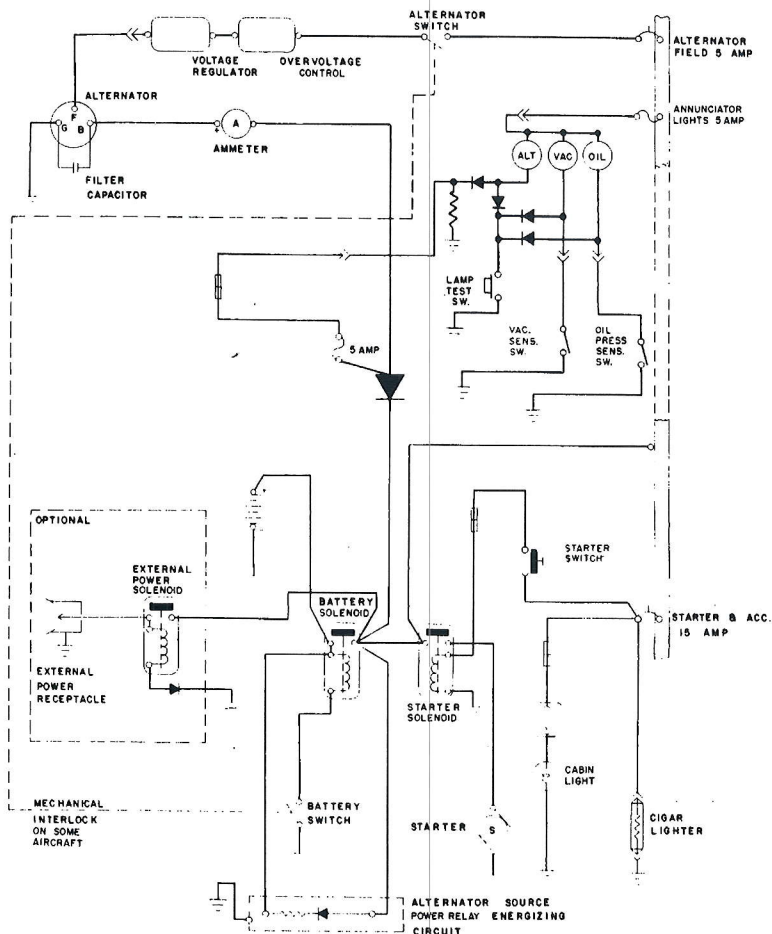 ALTERNATOR
SWITCH
ALTERNATOR
FIELD 5 AMP
VOLTAGE
REGULATOR
OVERVOLTAGE
CONTROL
ALTERNATOR
F
G
B
+
A
AMMETER
ANNUNCIATOR
LIGHTS 5 AMP
ALT
VAC
OIL
FILTER
CAPACITOR
LAMP
TEST
SW.
VAC.
SENS.
SW.
OIL
PRESS
SENS.
SW.
5 AMP
OPTIONAL
EXTERNAL
POWER
SOLENOID
STARTER
SWITCH
BATTERY
SOLENOID
STARTER & ACC.
15 AMP
EXTERNAL
POWER
RECEPTACLE
STARTER
SOLENOID
CABIN
LIGHT
MECHANICAL
INTERLOCK
ON SOME
AIRCRAFT
BATTERY
SWITCH
STARTER
S
CIGAR
LIGHTER
ALTERNATOR SOURCE
POWER RELAY ENERGIZING
CIRCUIT